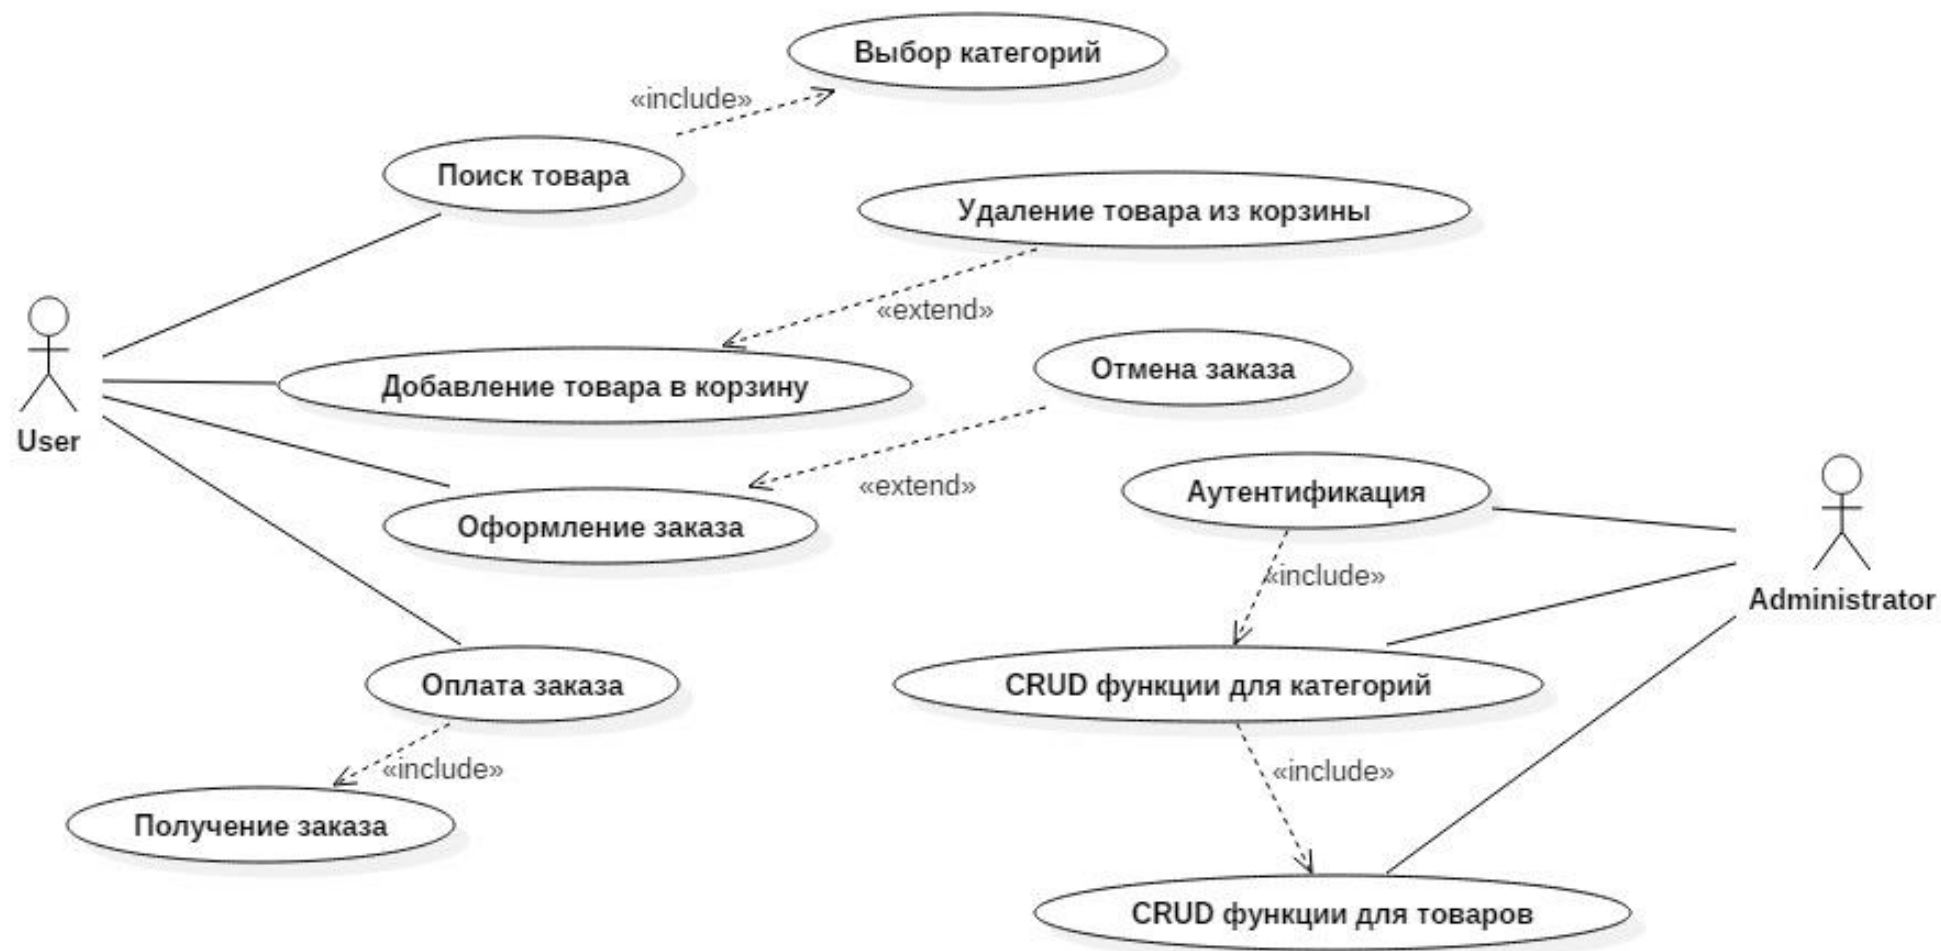 Выбор категорий
«include»
Поиск товара
Удаление товара из корзины
«extend»
Отмена заказа
Добавление товара в корзину
User
«extend»
Аутентификация
Оформление заказа
«include»
Administrator
Оплата заказа
CRUD функции для категорий
«include»
«include»
Получение заказа
CRUD функции для товаров